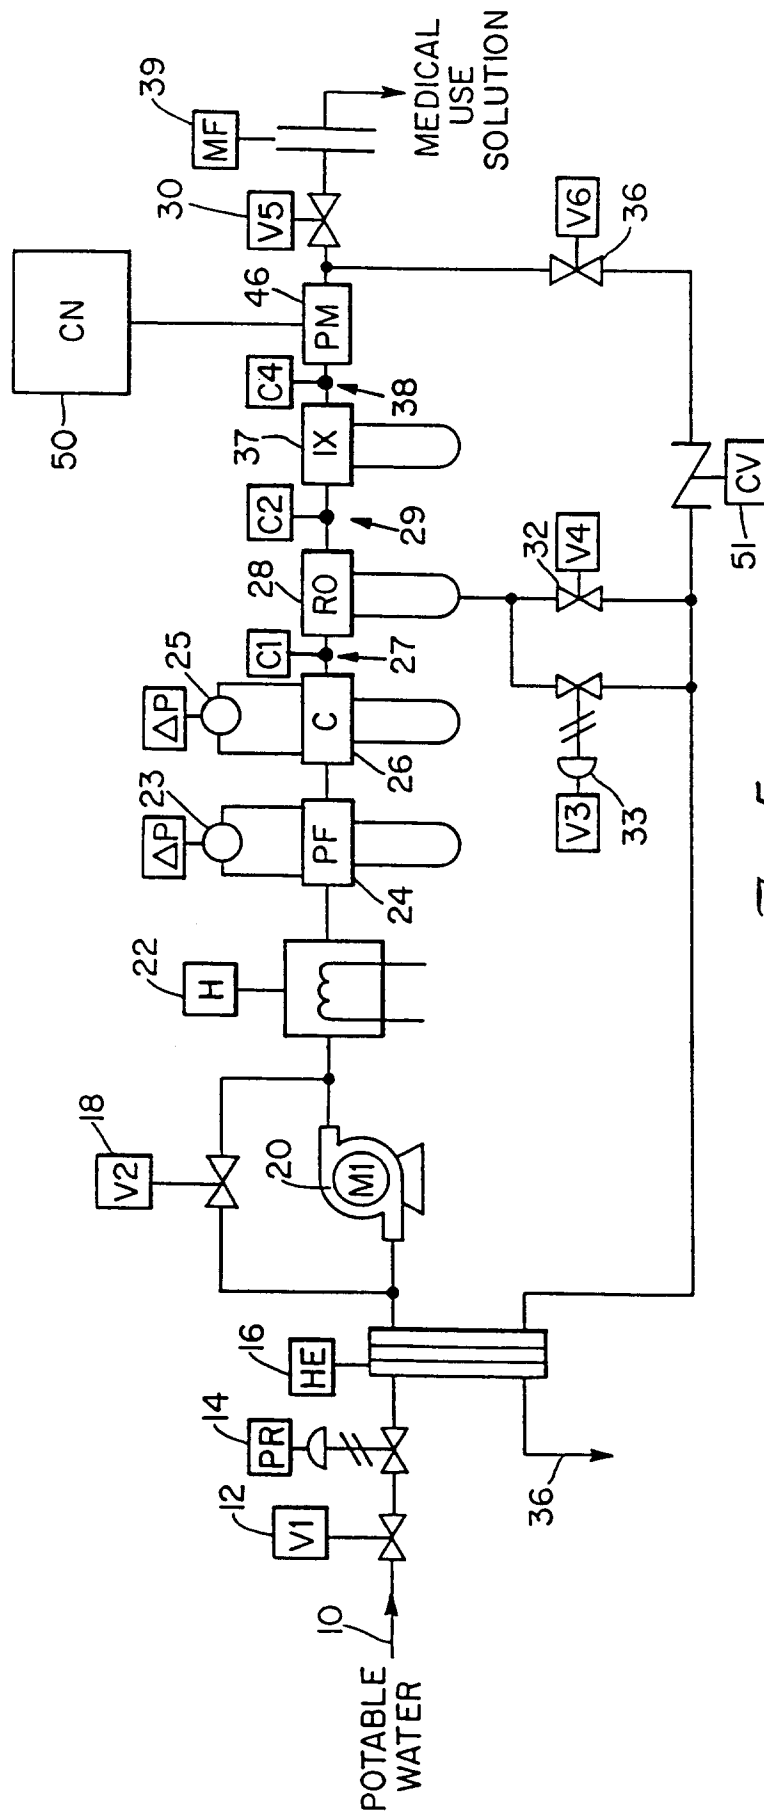 POTABLE
WATER
10
V1
12
PR
14
HE
16
36
V2
18
M1
20
H
22
ΔP
23
PF
24
ΔP
25
C
26
C1
27
RO
28
C2
29
IX
37
C4
38
PM
46
CN
50
V5
30
MF
39
MEDICAL
USE
SOLUTION
V6
36
CV
51
V4
32
V3
33